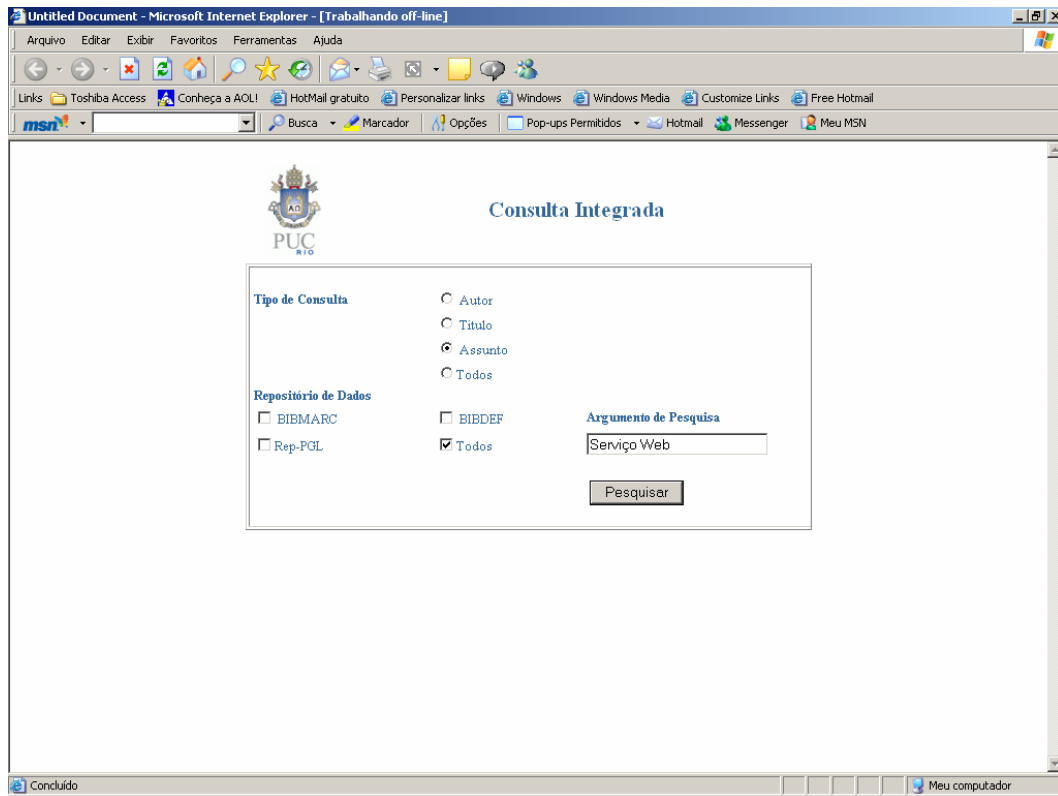 Untitled Document - Microsoft Internet Explorer - [Trabalhando off-line]
Arquivo Editar Exibir Favoritos Ferramentas Ajuda
Links Toshiba Access Conheça a AOL! HotMail gratuito Personalizar links Windows Windows Media Customize Links Free Hotmail
msn Busca Marcador Opções Pop-ups Permitidos Hotmail Messenger Meu MSN
PUC
RIO
Consulta Integrada
Tipo de Consulta
Autor
Titulo
Assunto
Todos
Repositório de Dados
BIBMARC BIBDEF Argumento de Pesquisa
Rep-PGL Todos Serviço Web
Pesquisar
Concluído Meu computador